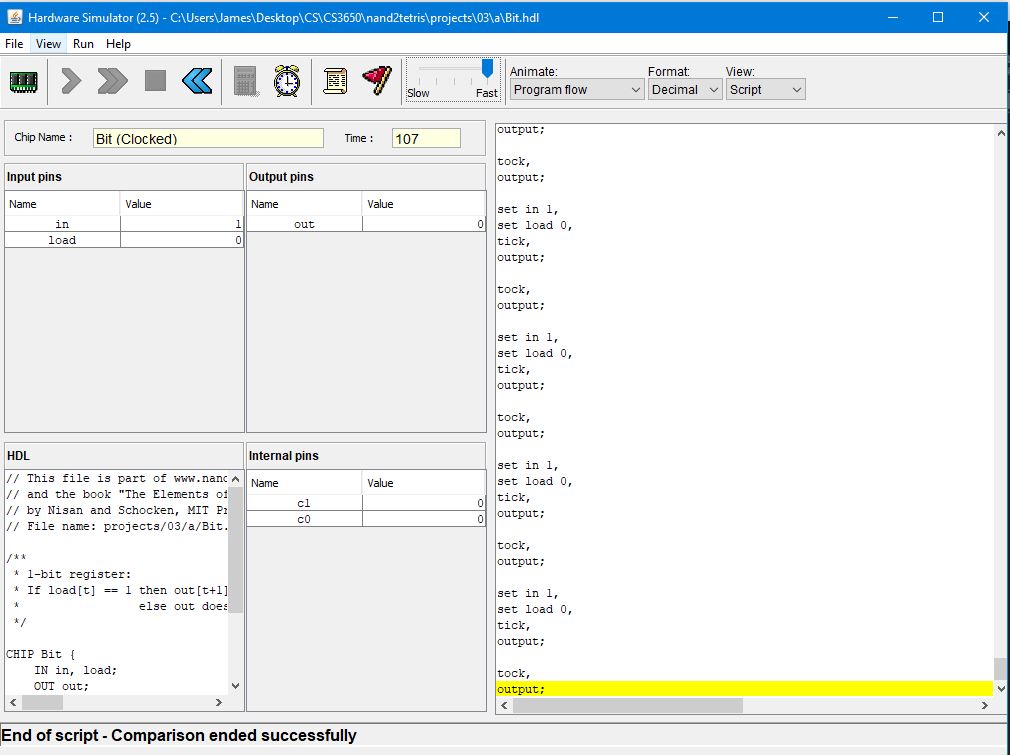 Hardware Simulator (2.5) - C:\Users\James\Desktop\CS\CS3650\nand2tetris\projects\03\a\Bit.hdl
File View Run Help
Slow Fast
Animate: Format: View:
Program flow Decimal Script
Chip Name : Bit (Clocked) Time : 107
Input pins
Name Value
in 1
load 0
Output pins
Name Value
out 0
HDL
// This file is part of www.nand
// and the book "The Elements of
// by Nisan and Schocken, MIT Pr
// File name: projects/03/a/Bit.
/**
* 1-bit register:
* If load[t] == 1 then out[t+1]
* else out does
*/
CHIP Bit {
IN in, load;
OUT out;
Internal pins
Name Value
c1 0
c0 0
output;
tock,
output;
set in 1,
set load 0,
tick,
output;
tock,
output;
set in 1,
set load 0,
tick,
output;
tock,
output;
set in 1,
set load 0,
tick,
output;
tock,
output;
set in 1,
set load 0,
tick,
output;
tock,
output;
End of script - Comparison ended successfully